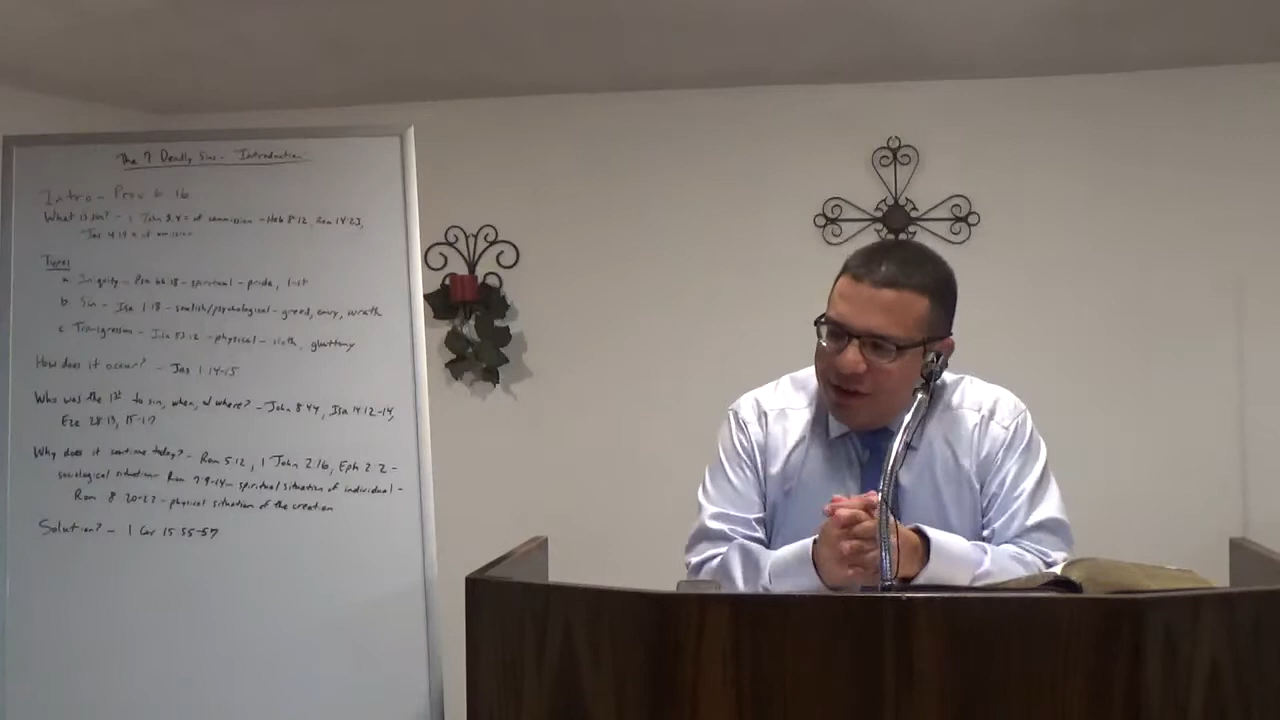 The 7 Deadly Sins - "Introduction"
Intro - Prov 6 16
What is sin? - 1 John 3.4 = of commission - Heb 8:12, Rom 14:23,
Jas 4:17 = of omission
Types
a. Iniquity - Psa 66:18 - spiritual - pride, lust
b. Sin - Isa 1:18 - soulish/psychological - greed, envy, wrath
c. Transgression - Isa 53:12 - physical - sloth, gluttony
How does it occur? - Jas 1:14-15
Who was the 1st to sin, when, & where? - John 8:44, Isa 14:12-14,
Eze 28:13, 15-17
Why does it continue today? - Rom 5:12, 1 John 2:16, Eph 2 2 -
sociological situation - Rom 7 9-14 - spiritual situation of individual -
Rom 8 20-22 - physical situation of the creation
Solution? - 1 Cor 15 55-57